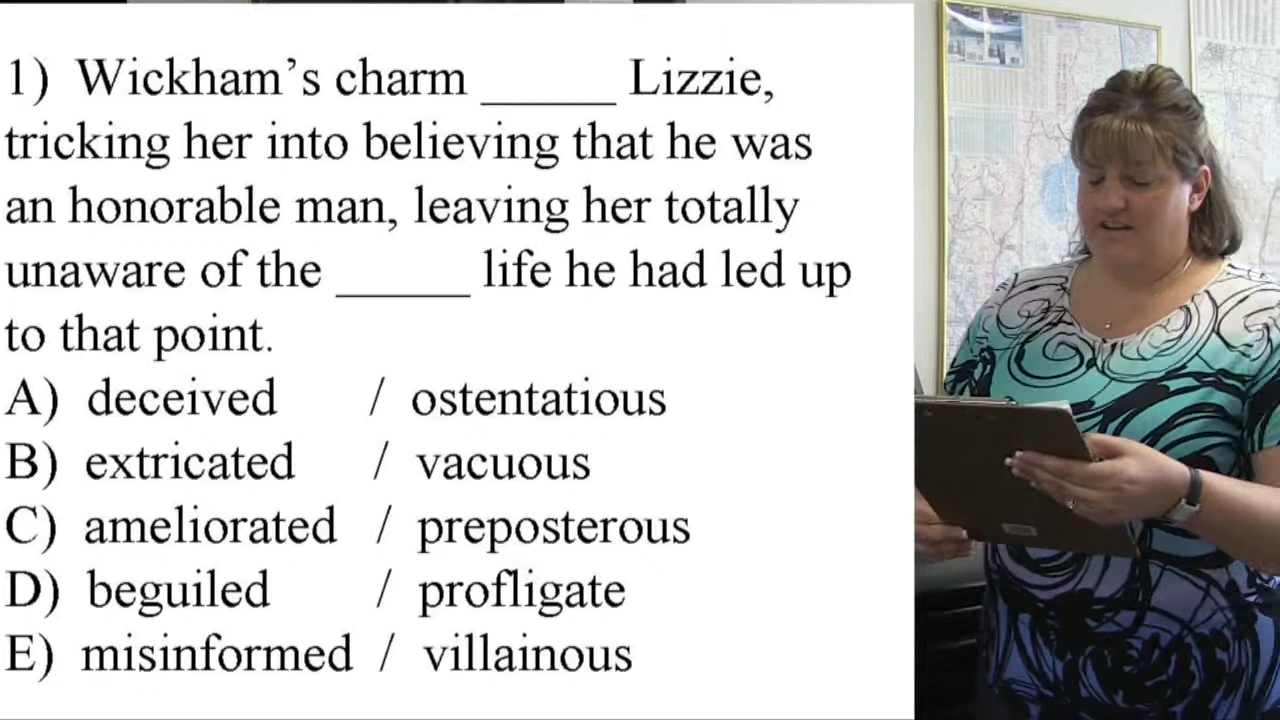 1) Wickham’s charm _____ Lizzie,
tricking her into believing that he was
an honorable man, leaving her totally
unaware of the _____ life he had led up
to that point.
A) deceived / ostentatious
B) extricated / vacuous
C) ameliorated / preposterous
D) beguiled / profligate
E) misinformed / villainous